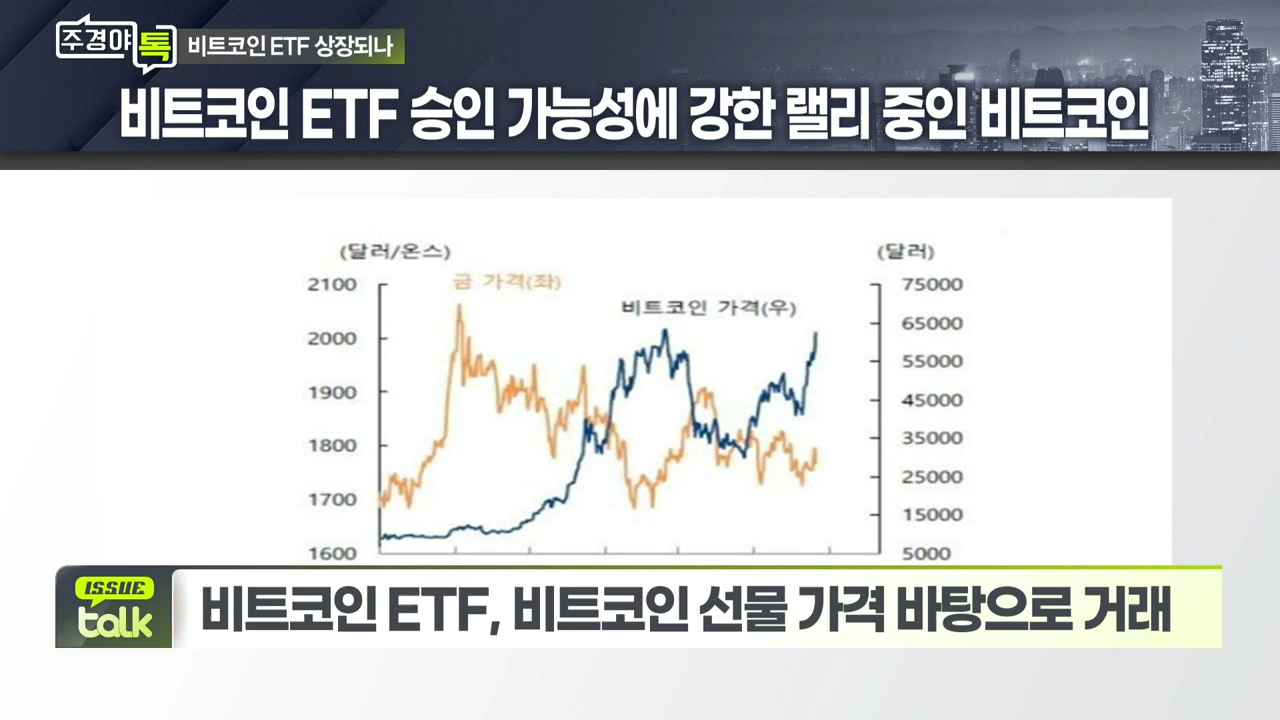 주경야톡
비트코인 ETF 상장되나
비트코인 ETF 승인 가능성에 강한 랠리 중인 비트코인
(달러/온스)
(달러)
금 가격(좌)
비트코인 가격(우)
2100
2000
1900
1800
1700
1600
75000
65000
55000
45000
35000
25000
15000
5000
ISSUE
talk
비트코인 ETF, 비트코인 선물 가격 바탕으로 거래